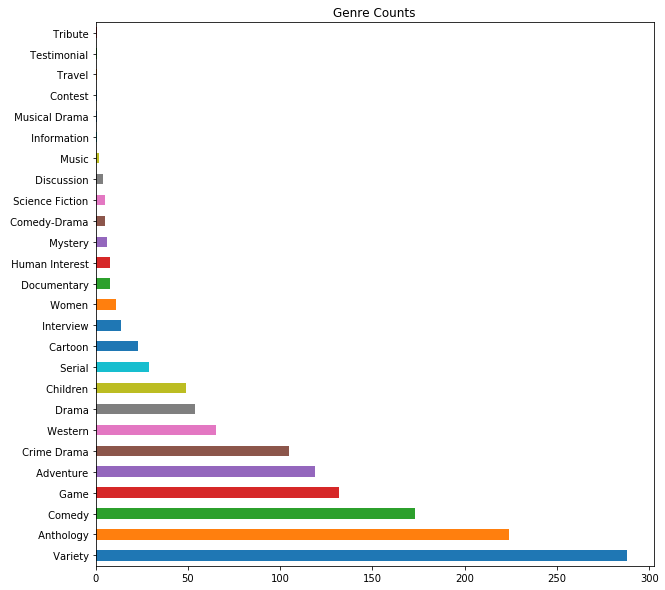 Genre Counts
Tribute
Testimonial
Travel
Contest
Musical Drama
Information
Music
Discussion
Science Fiction
Comedy-Drama
Mystery
Human Interest
Documentary
Women
Interview
Cartoon
Serial
Children
Drama
Western
Crime Drama
Adventure
Game
Comedy
Anthology
Variety
0 50 100 150 200 250 300